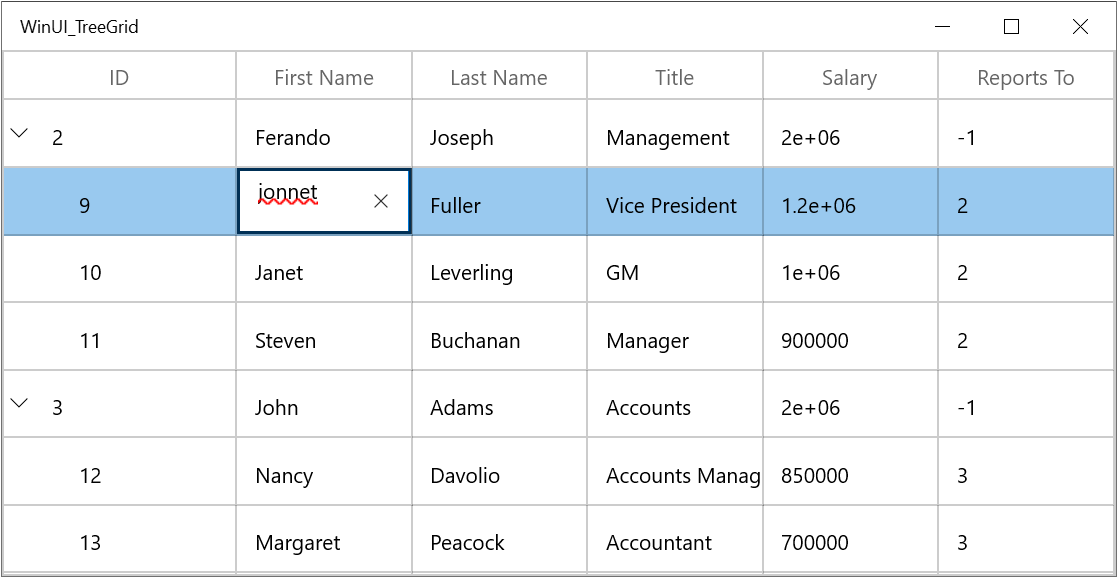 WinUI_TreeGrid
ID First Name Last Name Title Salary Reports To
2 Ferando Joseph Management 2e+06 -1
9 jonnet Fuller Vice President 1.2e+06 2
10 Janet Leverling GM 1e+06 2
11 Steven Buchanan Manager 900000 2
3 John Adams Accounts 2e+06 -1
12 Nancy Davolio Accounts Manag 850000 3
13 Margaret Peacock Accountant 700000 3